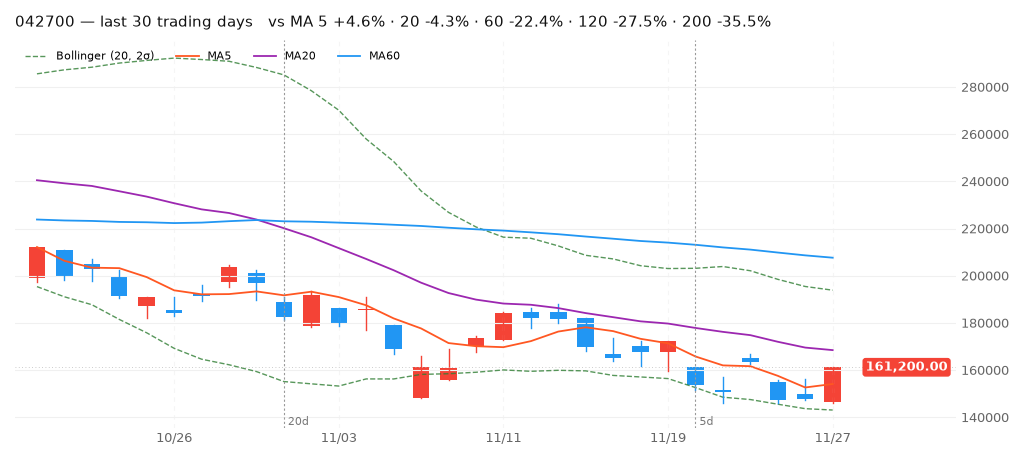 042700 — last 30 trading days   vs MA 5 +4.6% · 20 -4.3% · 60 -22.4% · 120 -27.5% · 200 -35.5%
Bollinger (20, 2σ) MA5 MA20 MA60
280000
260000
240000
220000
200000
180000
161,200.00
160000
140000
20d 5d
10/26 11/03 11/11 11/19 11/27